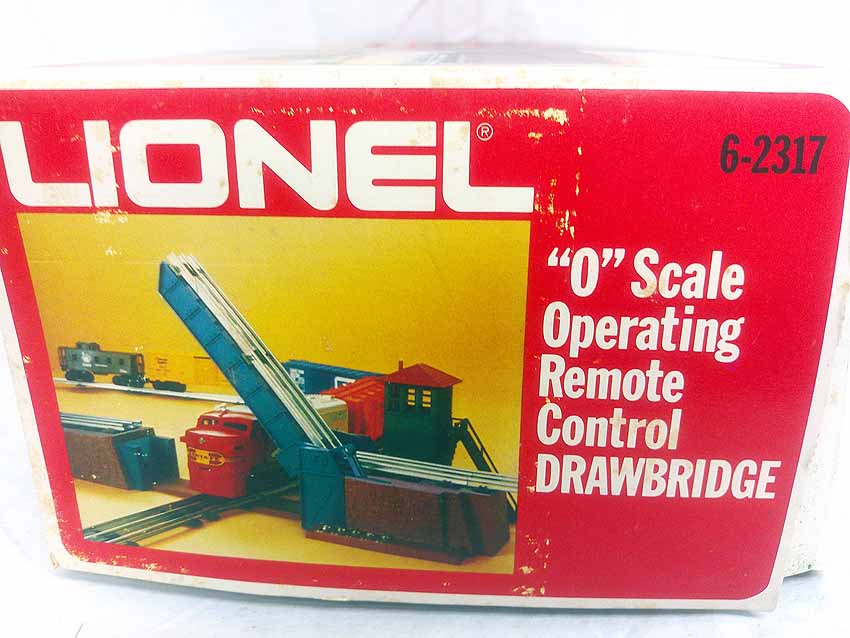 LIONEL®
6-2317
“O” Scale
Operating
Remote
Control
DRAWBRIDGE